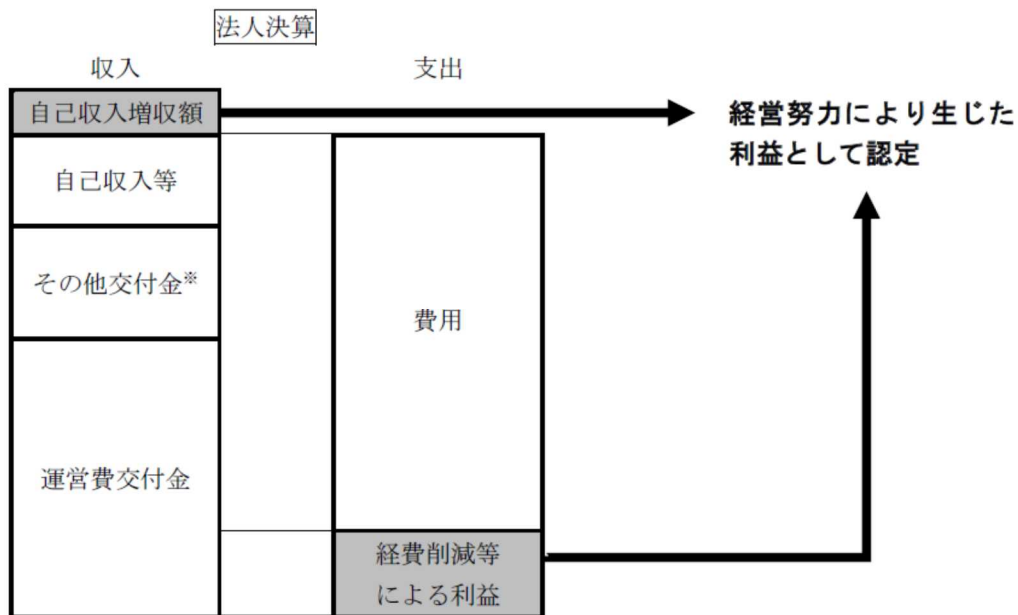 法人決算
収入
支出
自己収入増収額
経営努力により生じた
利益として認定
自己収入等
その他交付金※
費用
運営費交付金
経費削減等
による利益